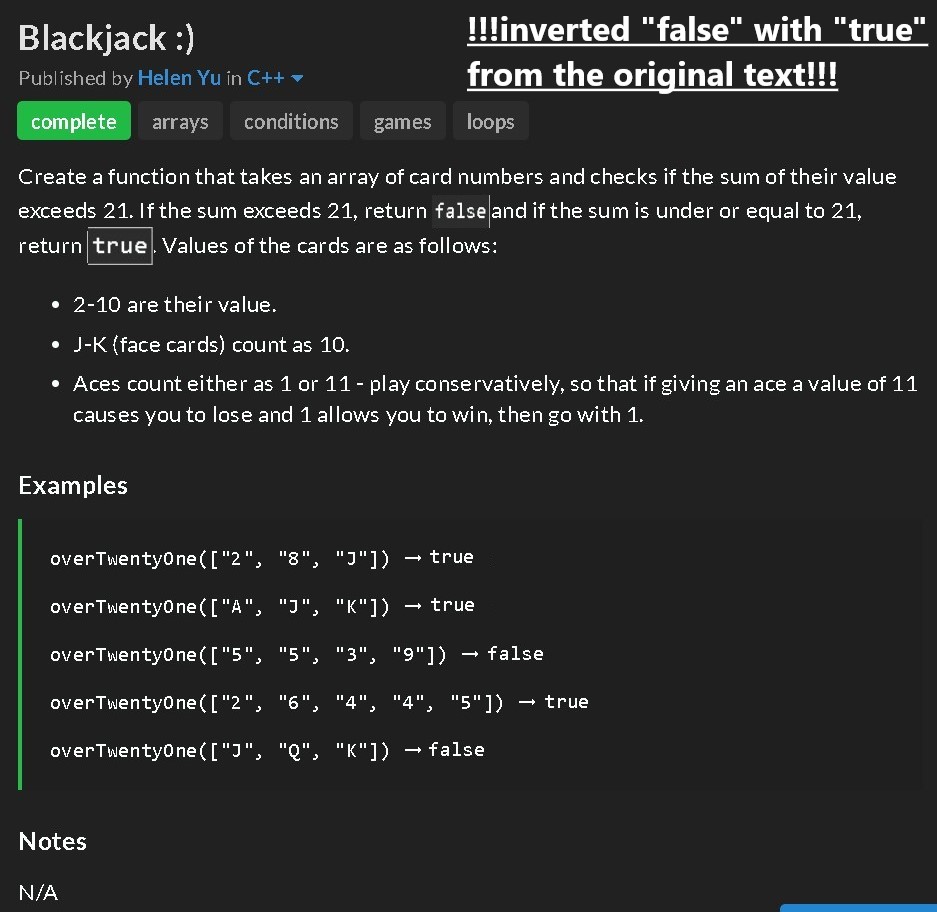 Blackjack :)
!!!inverted "false" with "true"
from the original text!!!
Published by Helen Yu in C++
complete arrays conditions games loops
Create a function that takes an array of card numbers and checks if the sum of their value
exceeds 21. If the sum exceeds 21, return false and if the sum is under or equal to 21,
return true. Values of the cards are as follows:
• 2-10 are their value.
• J-K (face cards) count as 10.
• Aces count either as 1 or 11 - play conservatively, so that if giving an ace a value of 11
causes you to lose and 1 allows you to win, then go with 1.
Examples
overTwentyOne(["2", "8", "J"]) → true
overTwentyOne(["A", "J", "K"]) → true
overTwentyOne(["5", "5", "3", "9"]) → false
overTwentyOne(["2", "6", "4", "4", "5"]) → true
overTwentyOne(["J", "Q", "K"]) → false
Notes
N/A